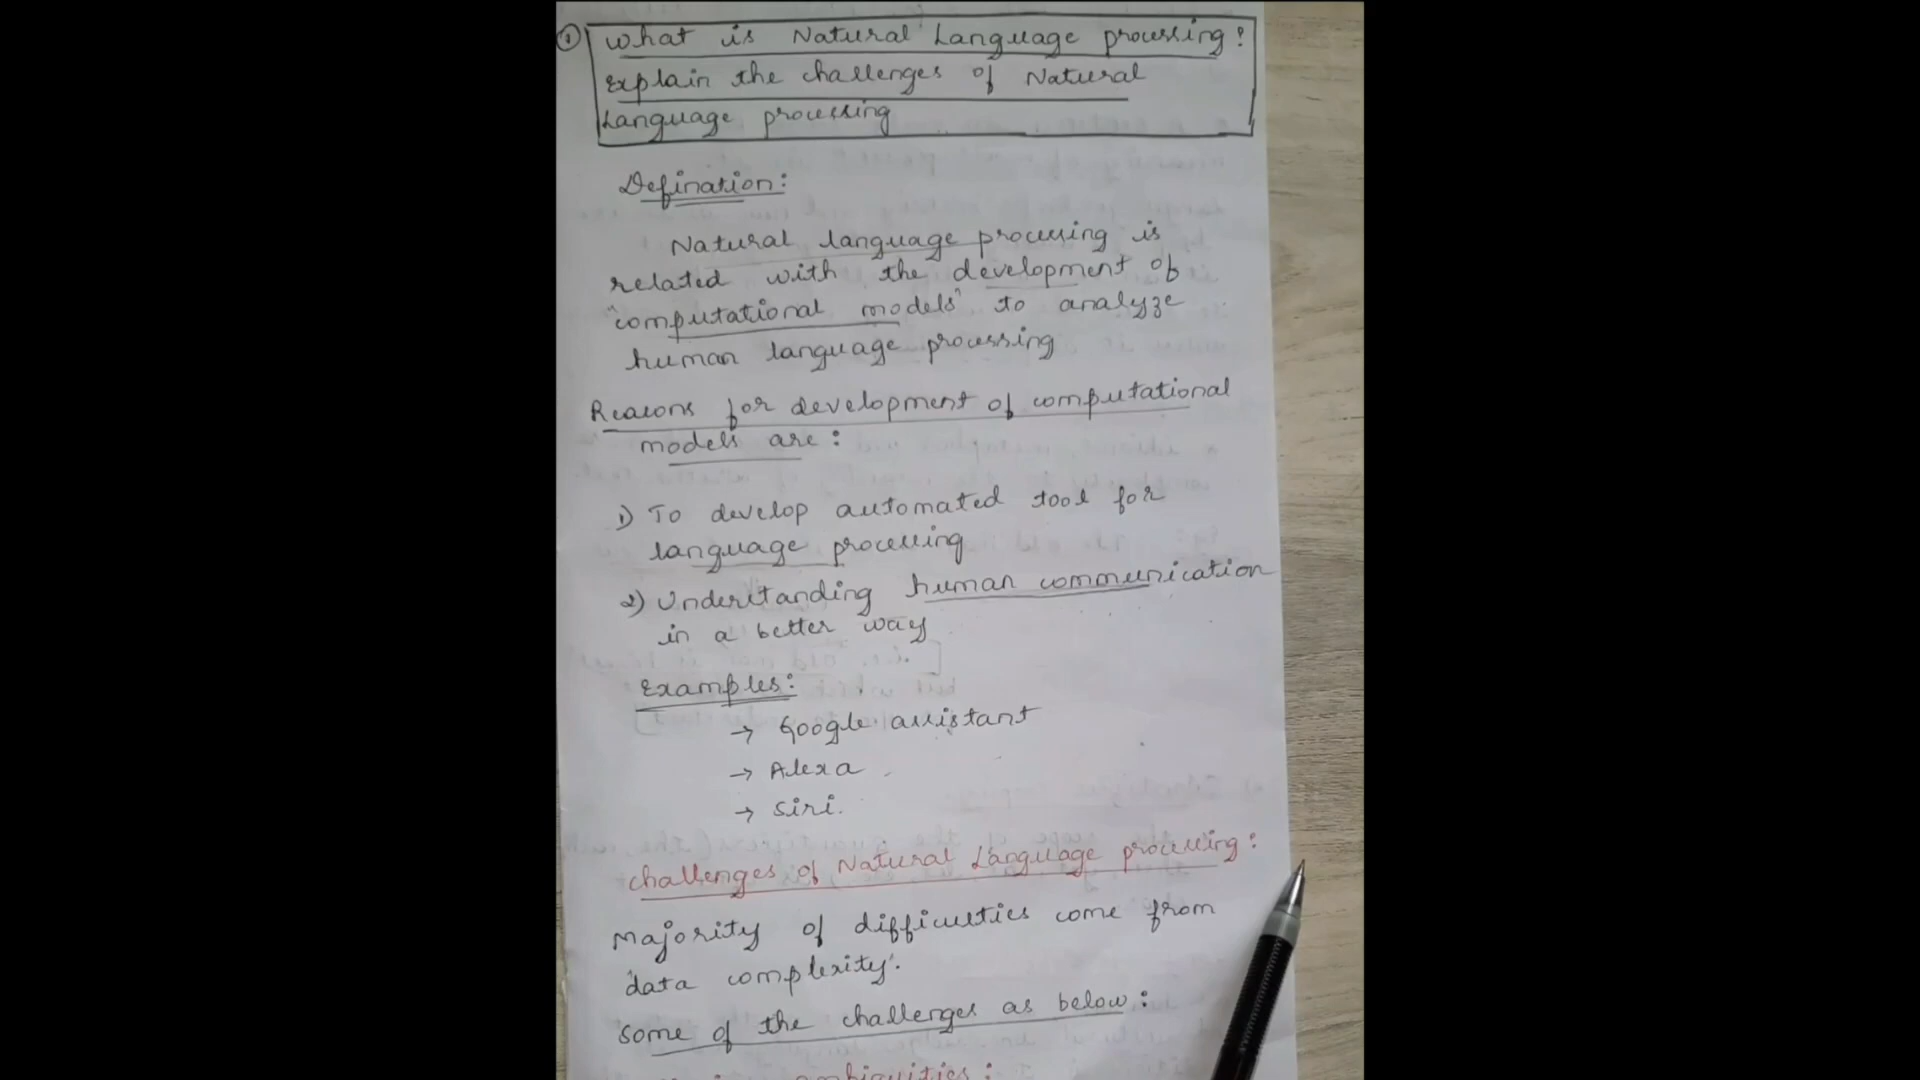 1 What is Natural Language processing?
Explain the challenges of Natural
Language processing
Defination:
Natural language processing is
related with the development of
"computational models" to analyze
human language processing
Reasons for development of computational
models are:
1) To develop automated tool for
language processing
2) Understanding human communication
in a better way
Examples:
→ Google assistant
→ Alexa
→ Siri.
challenges of Natural Language processing:
Majority of difficulties come from
'data complexity'.
some of the challenges as below:
ambiguities: